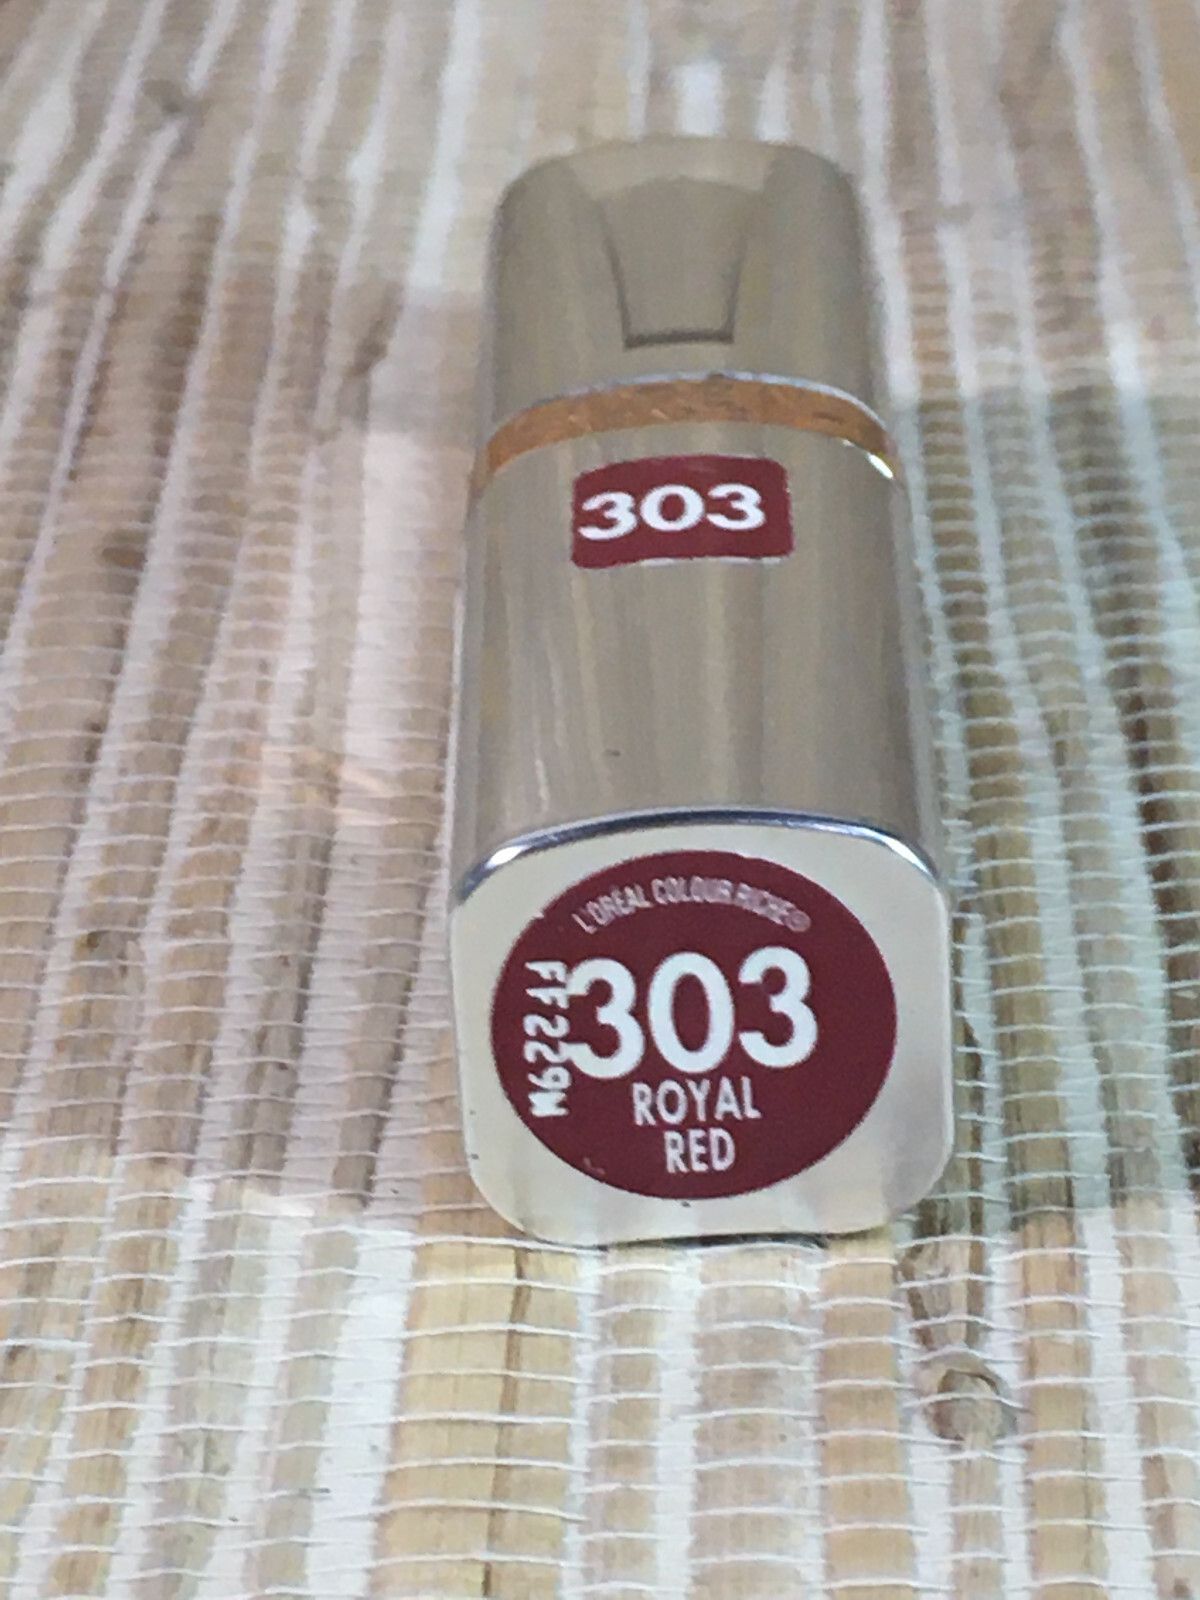 303
L'ORÉAL COLOUR RICHE®
303
FF229W
ROYAL
RED